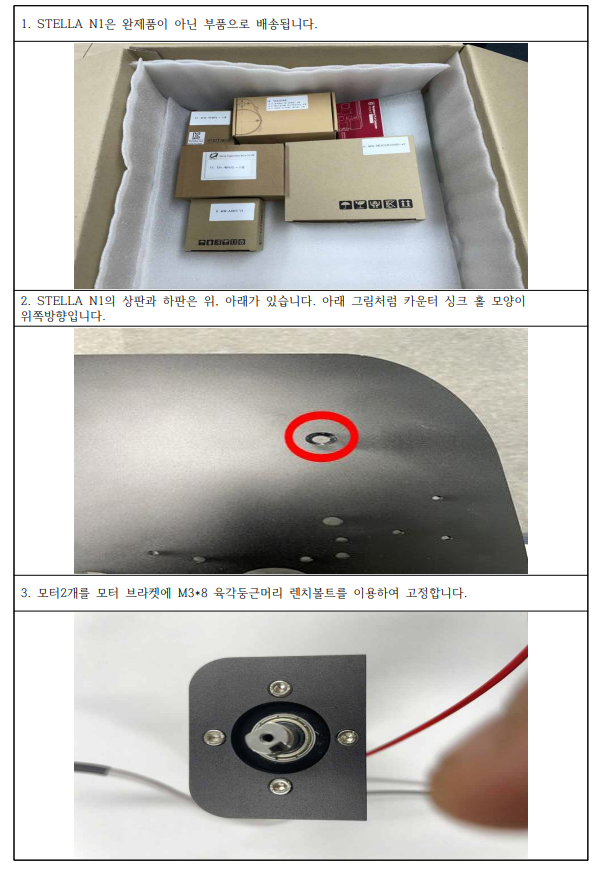 1. STELLA N1은 완제품이 아닌 부품으로 배송됩니다.
2. STELLA N1의 상판과 하판은 위, 아래가 있습니다. 아래 그림처럼 카운터 싱크 홀 모양이
위쪽방향입니다.
3. 모터2개를 모터 브라켓에 M3*8 육각둥근머리 렌치볼트를 이용하여 고정합니다.